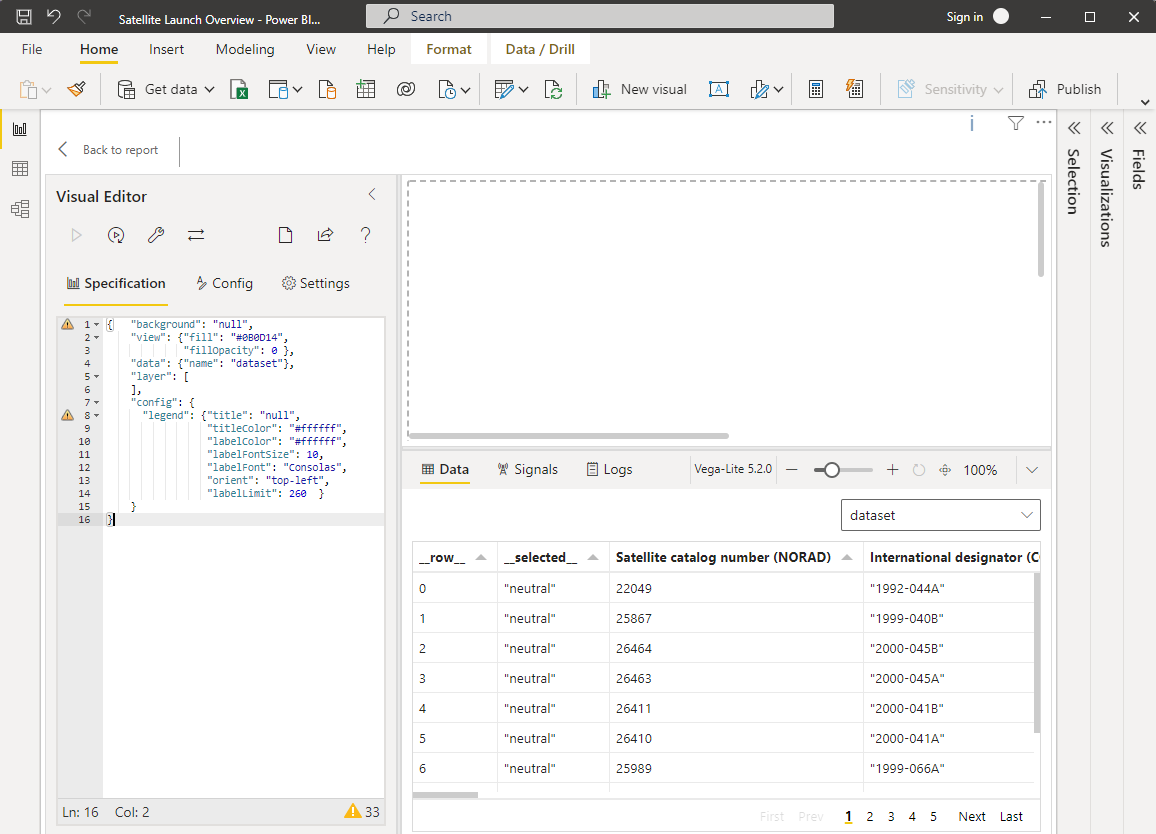 Satellite Launch Overview - Power BI...
Search
Sign in
File
Home
Insert
Modeling
View
Help
Format
Data / Drill
Get data
New visual
Sensitivity
Publish
Back to report
Visual Editor
Specification
Config
Settings
1 { "background": "null",
2 "view": {"fill": "#0B0D14",
3 "fillOpacity": 0 },
4 "data": {"name": "dataset"},
5 "layer": [
6 ],
7 "config": {
8 "legend": {"title": "null",
9 "titleColor": "#ffffff",
10 "labelColor": "#ffffff",
11 "labelFontSize": 10,
12 "labelFont": "Consolas",
13 "orient": "top-left",
14 "labelLimit": 260 }
15 }
16 }
Ln: 16 Col: 2
33
Selection
Visualizations
Fields
Data
Signals
Logs
Vega-Lite 5.2.0
100%
dataset
__row__ __selected__ Satellite catalog number (NORAD) International designator (C
0 "neutral" 22049 "1992-044A"
1 "neutral" 25867 "1999-040B"
2 "neutral" 26464 "2000-045B"
3 "neutral" 26463 "2000-045A"
4 "neutral" 26411 "2000-041B"
5 "neutral" 26410 "2000-041A"
6 "neutral" 25989 "1999-066A"
First Prev 1 2 3 4 5 Next Last